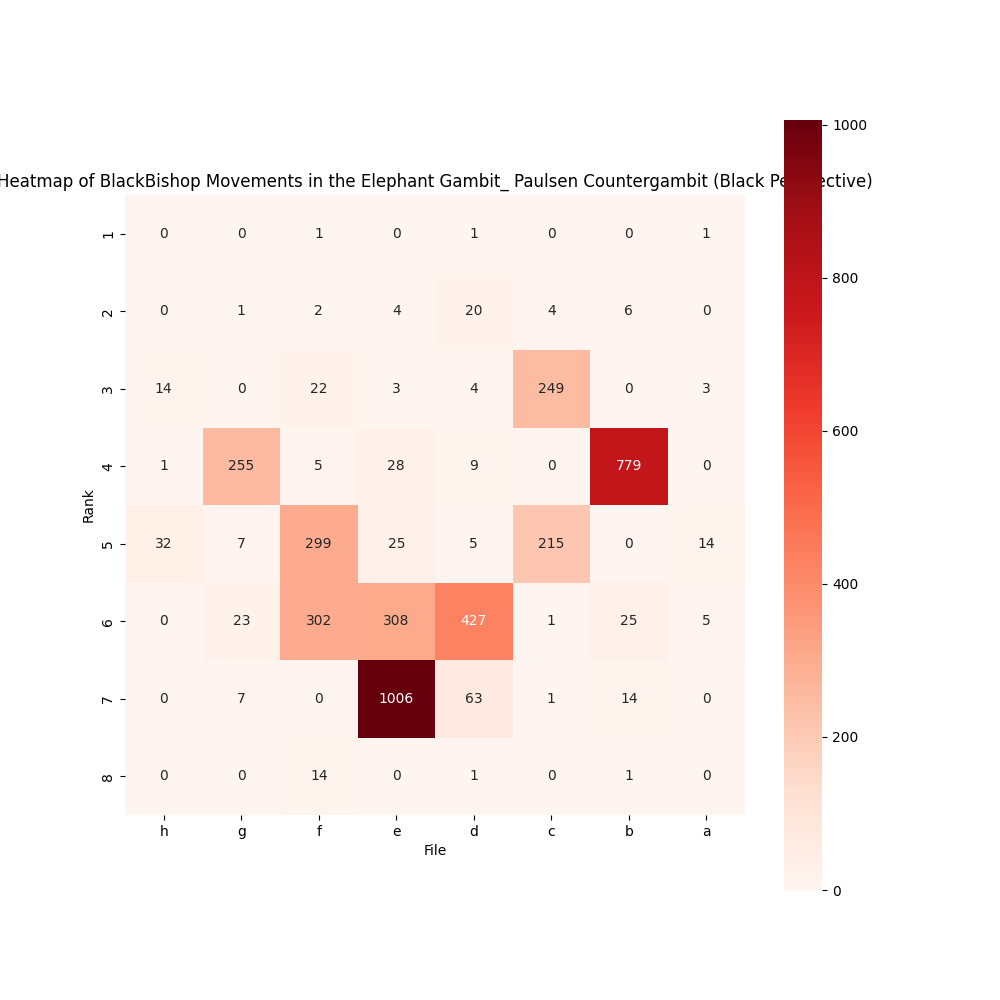 Heatmap of BlackBishop Movements in the Elephant Gambit_ Paulsen Countergambit (Black Perspective)
1 0 0 1 0 1 0 0 1
2 0 1 2 4 20 4 6 0
3 14 0 22 3 4 249 0 3
4 1 255 5 28 9 0 779 0
5 32 7 299 25 5 215 0 14
6 0 23 302 308 427 1 25 5
7 0 7 0 1006 63 1 14 0
8 0 0 14 0 1 0 1 0
h g f e d c b a
File
Rank
1000
800
600
400
200
0